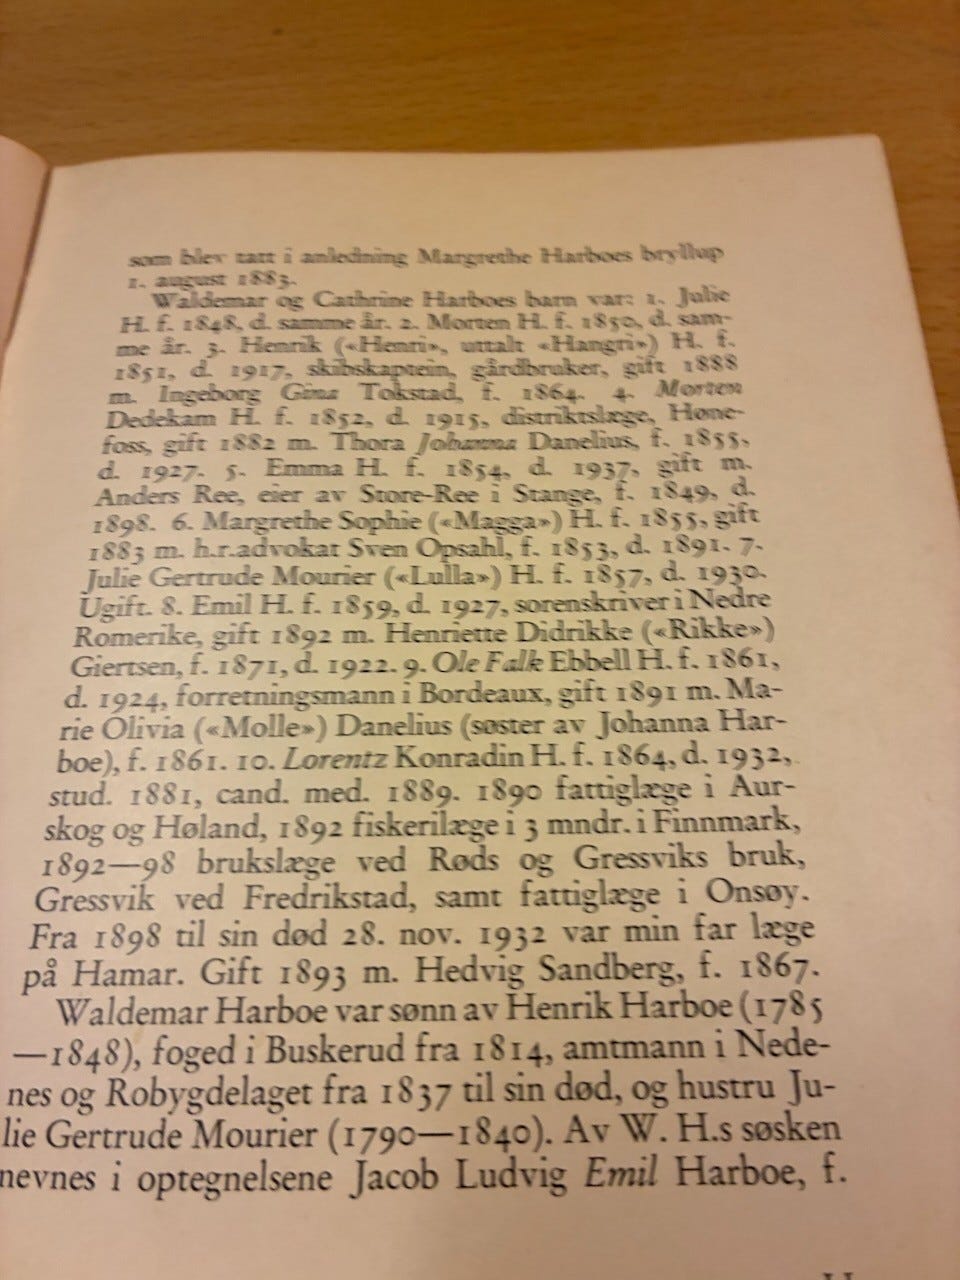 som blev tatt i anledning Margrethe Harboes bryllup
1. august 1883.
Waldemar og Cathrine Harboes barn var: 1. Julie
H. f. 1848, d. samme år. 2. Morten H. f. 1850, d. sam-
me år. 3. Henrik («Henri», uttalt «Hangri») H. f.
1851, d. 1917, skibskaptein, gårdbruker, gift 1888
m. Ingeborg Gina Tokstad, f. 1864. 4. Morten
Dedekam H. f. 1852, d. 1915, distriktslæge, Høne-
foss, gift 1882 m. Thora Johanna Danelius, f. 1855,
d. 1927. 5. Emma H. f. 1854, d. 1937, gift m.
Anders Ree, eier av Store-Ree i Stange, f. 1849, d.
1898. 6. Margrethe Sophie («Magga») H. f. 1855, gift
1883 m. h.r.advokat Sven Opsahl, f. 1853, d. 1891. 7.
Julie Gertrude Mourier («Lulla») H. f. 1857, d. 1930.
Ugift. 8. Emil H. f. 1859, d. 1927, sorenskriver i Nedre
Romerike, gift 1892 m. Henriette Didrikke («Rikke»)
Giertsen, f. 1871, d. 1922. 9. Ole Falk Ebbell H. f. 1861,
d. 1924, forretningsmann i Bordeaux, gift 1891 m. Ma-
rie Olivia («Molle») Danelius (søster av Johanna Har-
boe), f. 1861. 10. Lorentz Konradin H. f. 1864, d. 1932,
stud. 1881, cand. med. 1889. 1890 fattiglæge i Aur-
skog og Høland, 1892 fiskerilæge i 3 mndr. i Finnmark,
1892—98 brukslæge ved Røds og Gressviks bruk,
Gressvik ved Fredrikstad, samt fattiglæge i Onsøy.
Fra 1898 til sin død 28. nov. 1932 var min far læge
på Hamar. Gift 1893 m. Hedvig Sandberg, f. 1867.
Waldemar Harboe var sønn av Henrik Harboe (1785
—1848), foged i Buskerud fra 1814, amtmann i Nede-
nes og Robygdelaget fra 1837 til sin død, og hustru Ju-
lie Gertrude Mourier (1790—1840). Av W. H.s søsken
nevnes i optegnelsene Jacob Ludvig Emil Harboe, f.